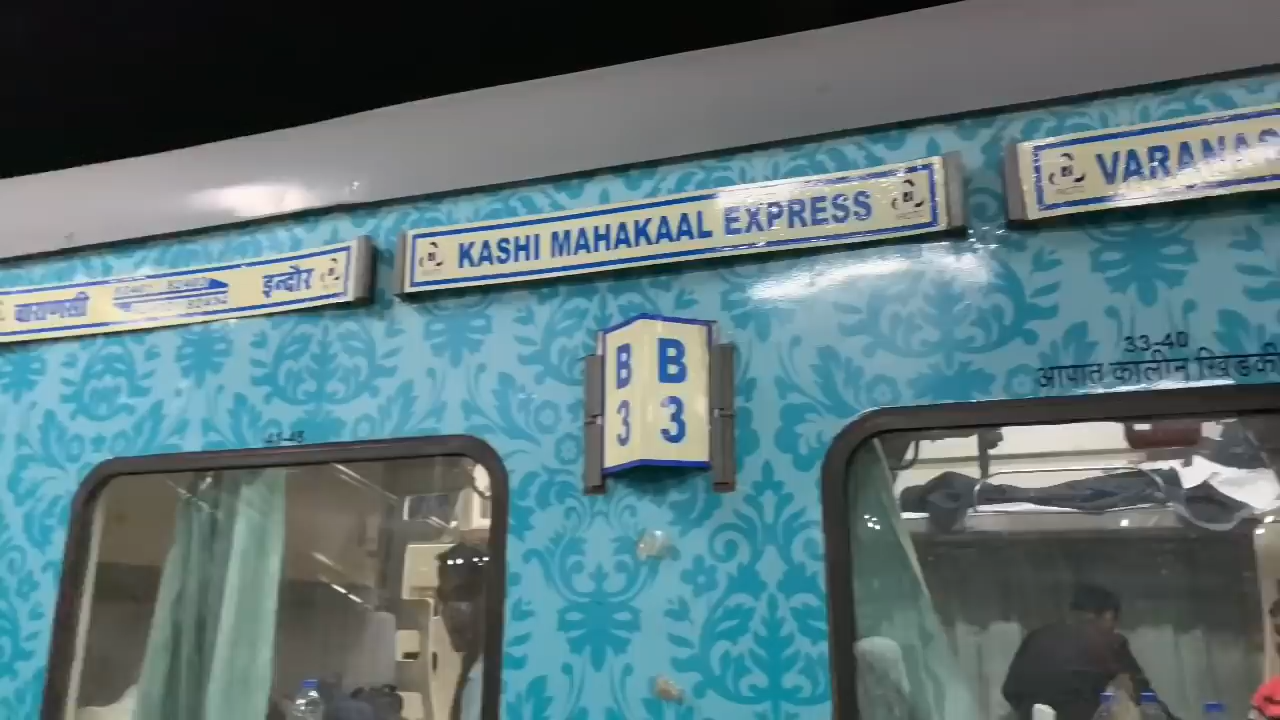 वाराणसी
इन्दौर
KASHI MAHAKAAL EXPRESS
VARANAS
B
3
B
3
33-40
आपात कालीन खिडकी